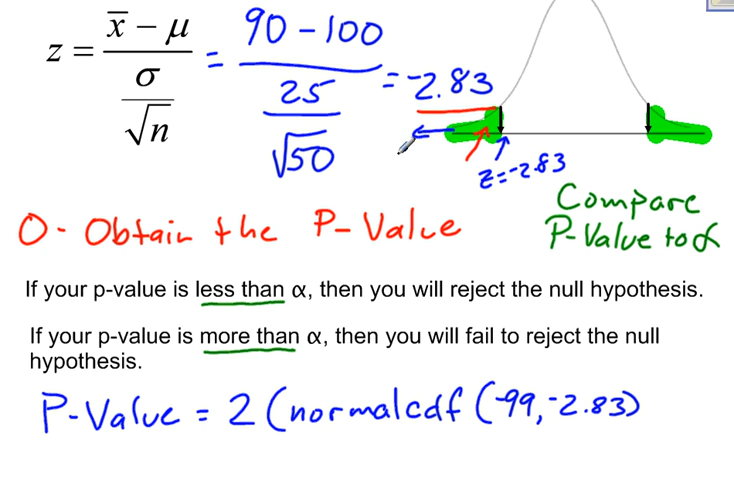 z = (x̄ − μ) / (σ / √n) = (90 − 100) / (25 / √50) = -2.83
z=-2.83
Compare
P-Value to α
O- Obtain the P-Value
If your p-value is less than α, then you will reject the null hypothesis.
If your p-value is more than α, then you will fail to reject the null
hypothesis.
P-Value = 2(normalcdf(-99,-2.83)